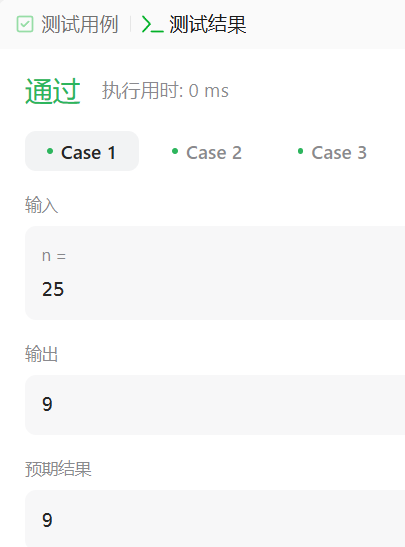 测试用例 测试结果
通过 执行用时: 0 ms
Case 1 Case 2 Case 3
输入
n =
25
输出
9
预期结果
9